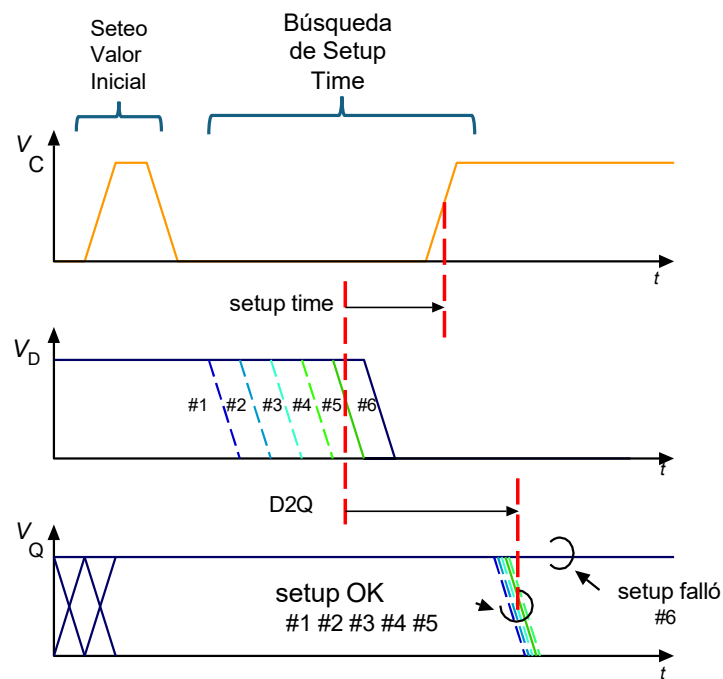 Seteo
Valor
Inicial
Búsqueda
de Setup
Time
V
C
t
setup time
V
D
#1 #2 #3 #4 #5 #6
t
D2Q
V
Q
setup OK
#1 #2 #3 #4 #5
setup falló
#6
t